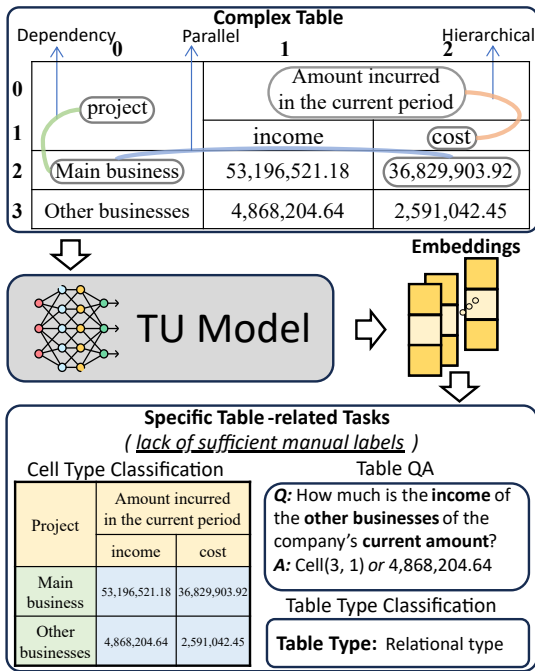 Complex Table
Dependency
Parallel
Hierarchical
0
1
2
0
project
Amount incurred
in the current period
1
income
cost
2
Main business
53,196,521.18
36,829,903.92
3
Other businesses
4,868,204.64
2,591,042.45
TU Model
Embeddings
Specific Table-related Tasks
( lack of sufficient manual labels )
Cell Type Classification
Project
Amount incurred
in the current period
income
cost
Main
business
53,196,521.18
36,829,903.92
Other
businesses
4,868,204.64
2,591,042.45
Table QA
Q: How much is the income of
the other businesses of the
company's current amount?
A: Cell(3, 1) or 4,868,204.64
Table Type Classification
Table Type: Relational type